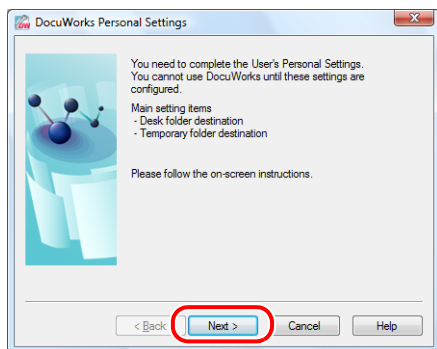 DocuWorks Personal Settings
You need to complete the User's Personal Settings.
You cannot use DocuWorks until these settings are
configured.
Main setting items
- Desk folder destination
- Temporary folder destination
Please follow the on-screen instructions.
< Back
Next >
Cancel
Help